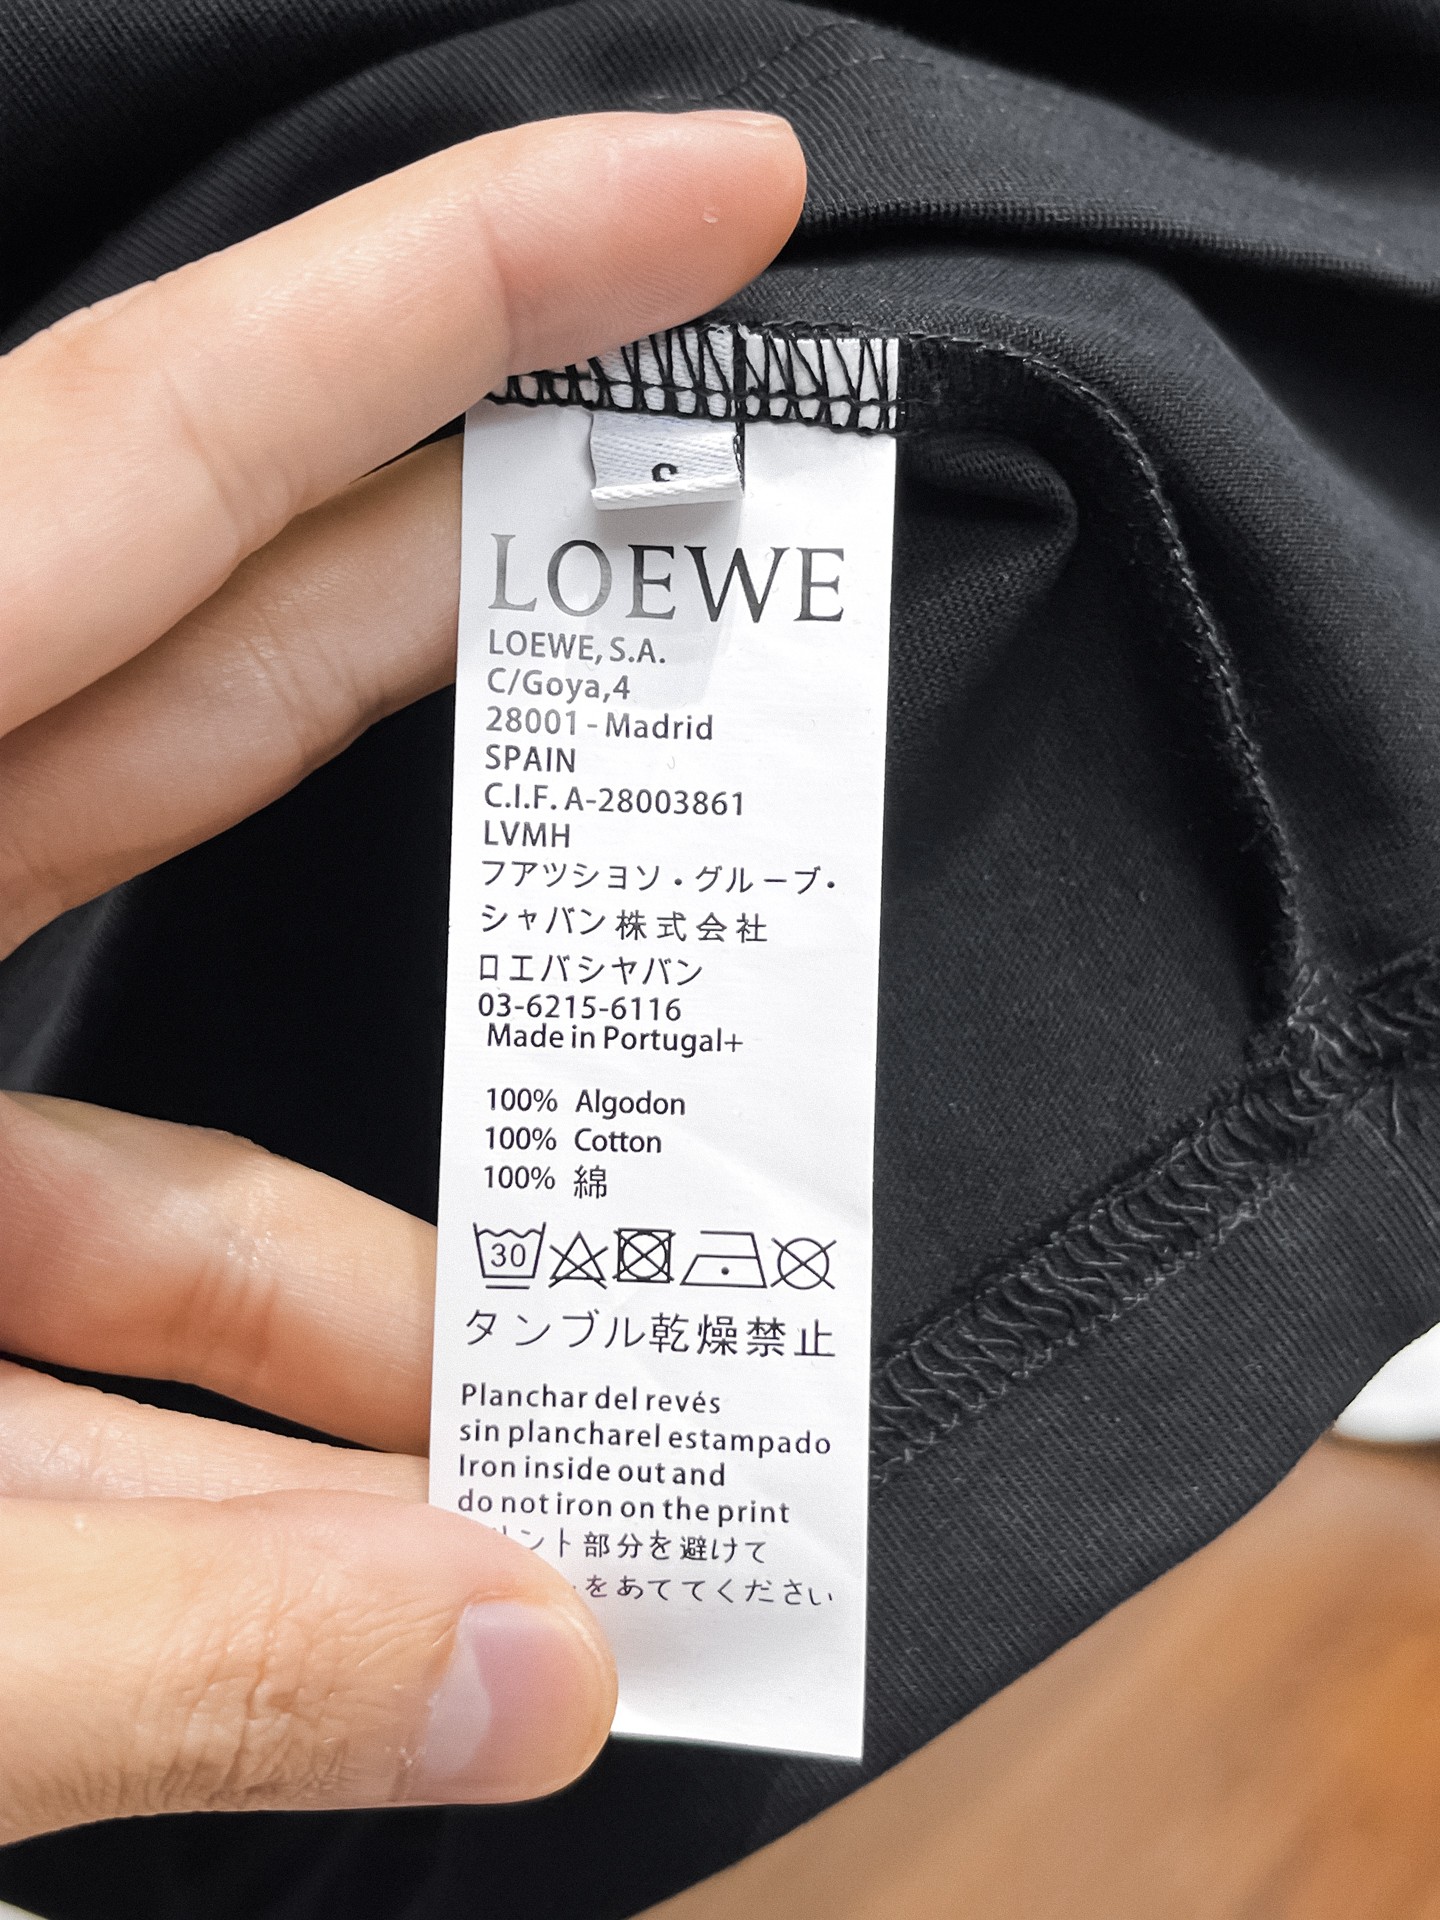 LOEWE
LOEWE, S.A.
C/Goya,4
28001 - Madrid
SPAIN
C.I.F. A-28003861
LVMH
フアツシヨソ・グルーブ・
シャバン株式会社
ロエバシヤバン
03-6215-6116
Made in Portugal+
100% Algodon
100% Cotton
100% 綿
30
タンブル乾燥禁止
Planchar del revés
sin plancharel estampado
Iron inside out and
do not iron on the print
ント部分を避けて
をあててください